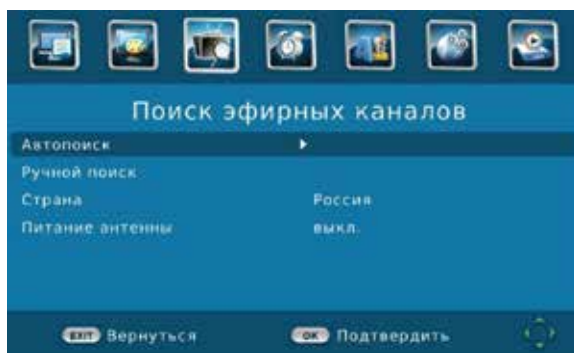 Поиск эфирных каналов
Автопоиск
Ручной поиск
Страна Россия
Питание антенны выкл.
EXIT Вернуться OK Подтвердить